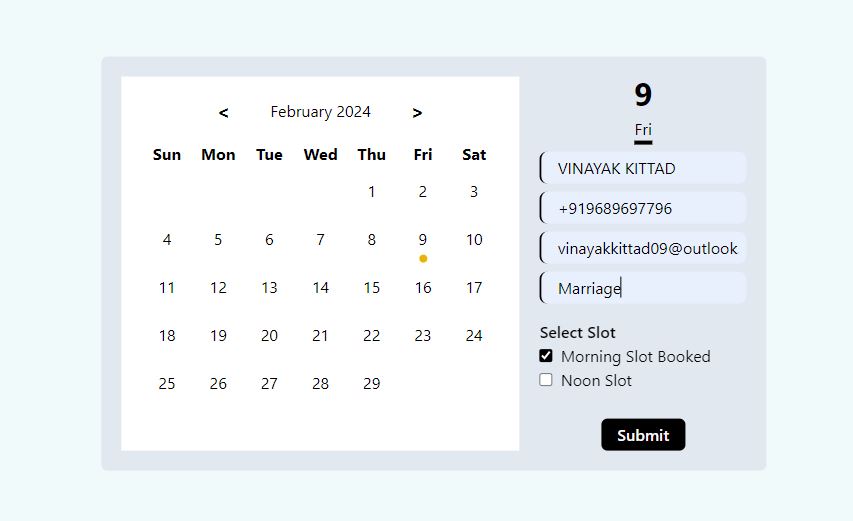 < February 2024 >
Sun Mon Tue Wed Thu Fri Sat
1 2 3
4 5 6 7 8 9 10
11 12 13 14 15 16 17
18 19 20 21 22 23 24
25 26 27 28 29
9
Fri
VINAYAK KITTAD
+919689697796
vinayakkittad09@outlook
Marriage
Select Slot
Morning Slot Booked
Noon Slot
Submit